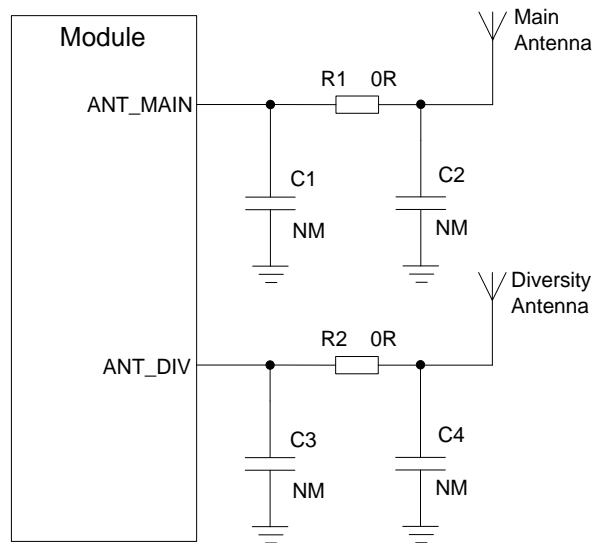 Module
Main
Antenna
R1 0R
ANT_MAIN
C1
C2
NM
NM
Diversity
Antenna
R2 0R
ANT_DIV
C3
C4
NM
NM